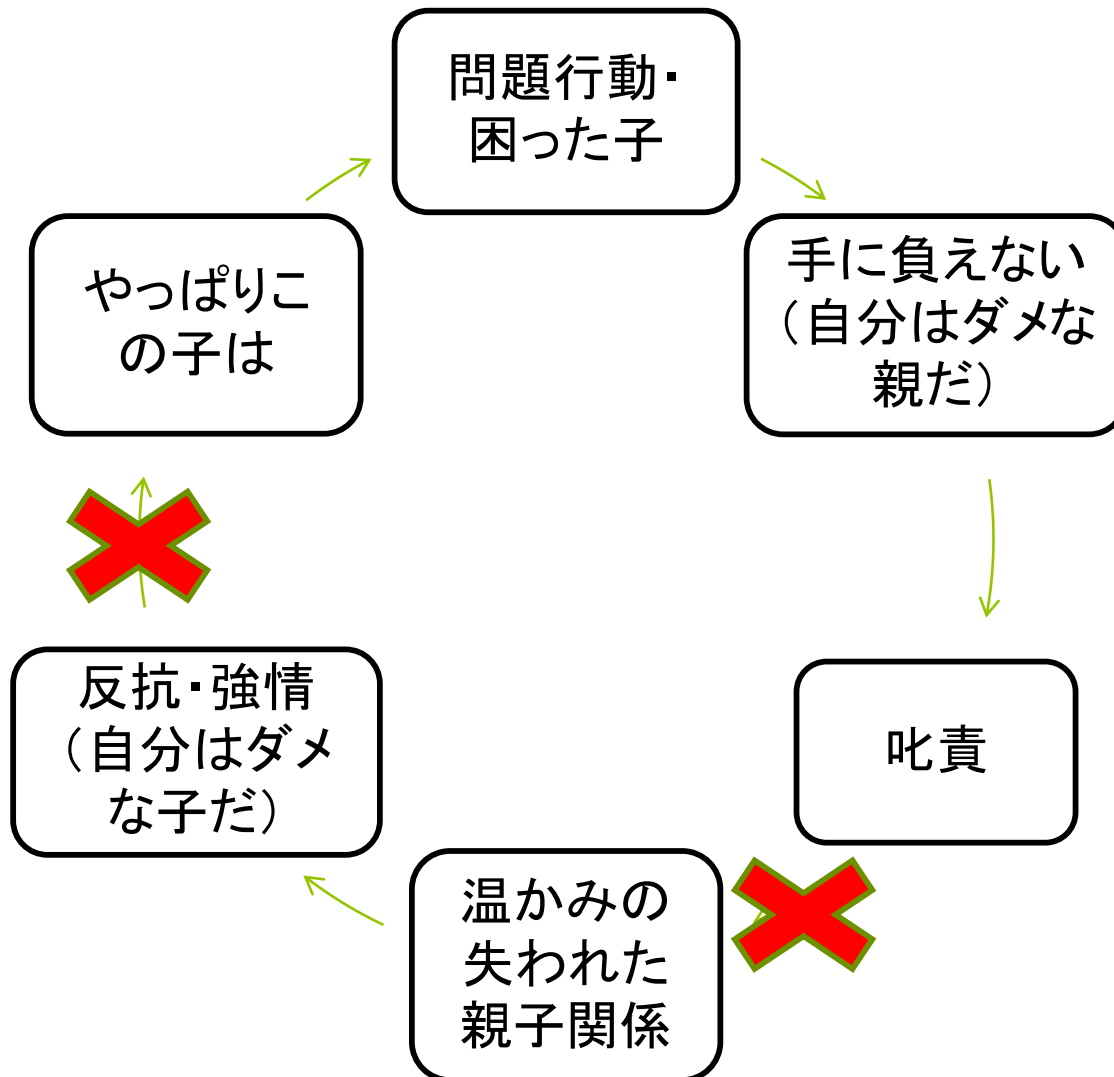 問題行動・
困った子
手に負えない
（自分はダメな
親だ）
叱責
温かみの
失われた
親子関係
反抗・強情
（自分はダメ
な子だ）
やっぱりこ
の子は